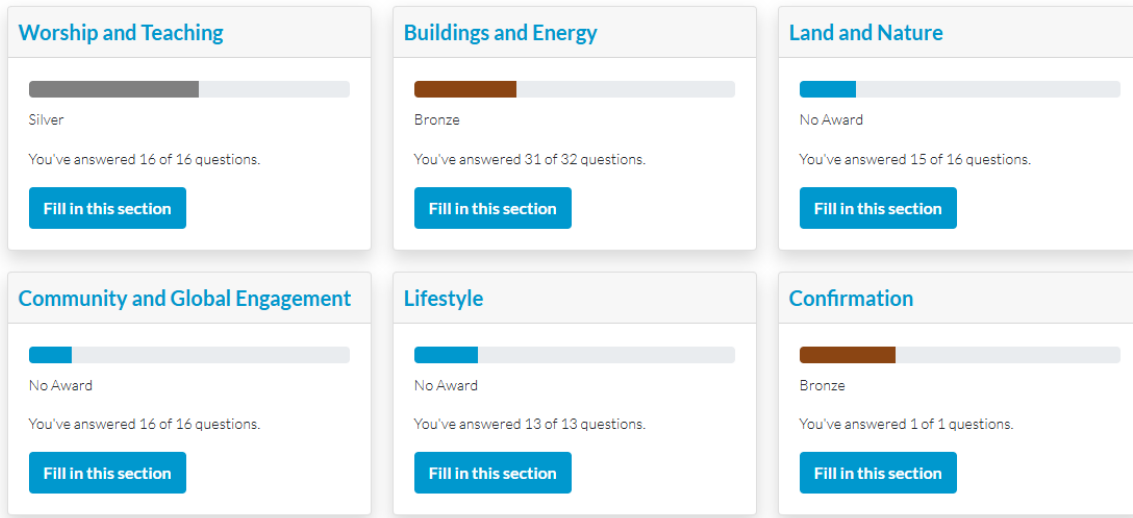 Worship and Teaching
Silver
You've answered 16 of 16 questions.
Fill in this section
Buildings and Energy
Bronze
You've answered 31 of 32 questions.
Fill in this section
Land and Nature
No Award
You've answered 15 of 16 questions.
Fill in this section
Community and Global Engagement
No Award
You've answered 16 of 16 questions.
Fill in this section
Lifestyle
No Award
You've answered 13 of 13 questions.
Fill in this section
Confirmation
Bronze
You've answered 1 of 1 questions.
Fill in this section